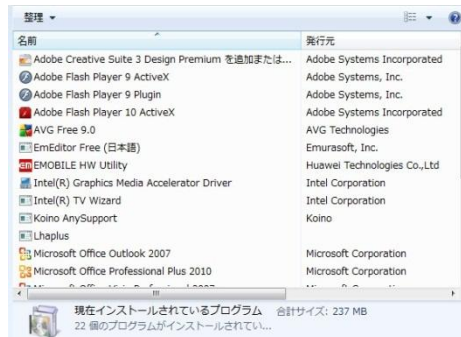 整理
名前 発行元
Adobe Creative Suite 3 Design Premium を追加または... Adobe Systems Incorporated
Adobe Flash Player 9 ActiveX Adobe Systems, Inc.
Adobe Flash Player 9 Plugin Adobe Systems, Inc.
Adobe Flash Player 10 ActiveX Adobe Systems Incorporated
AVG Free 9.0 AVG Technologies
EmEditor Free (日本語) Emurasoft, Inc.
EMOBILE HW Utility Huawei Technologies Co.,Ltd
Intel(R) Graphics Media Accelerator Driver Intel Corporation
Intel(R) TV Wizard Intel Corporation
Koino AnySupport Koino
Lhaplus
Microsoft Office Outlook 2007 Microsoft Corporation
Microsoft Office Professional Plus 2010 Microsoft Corporation
現在インストールされているプログラム 合計サイズ: 237 MB
22 個のプログラムがインストールされてい...